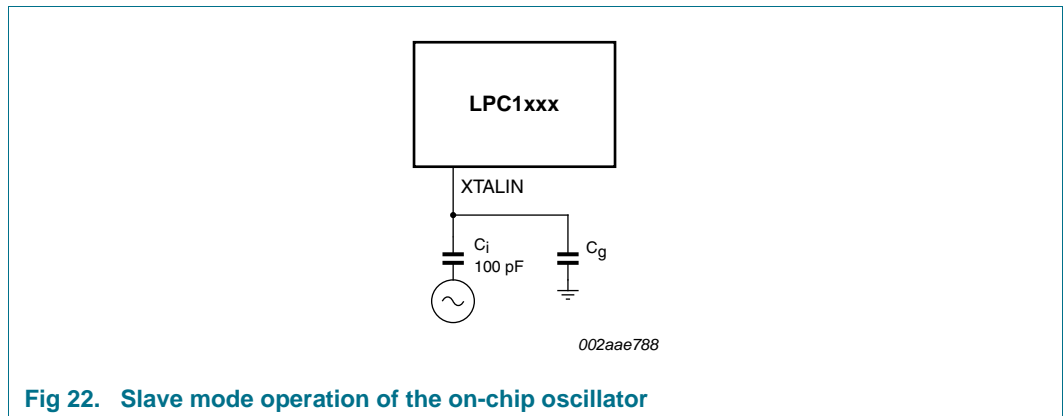 LPC1xxx
XTALIN
Ci
100 pF
Cg
002aae788
Fig 22. Slave mode operation of the on-chip oscillator